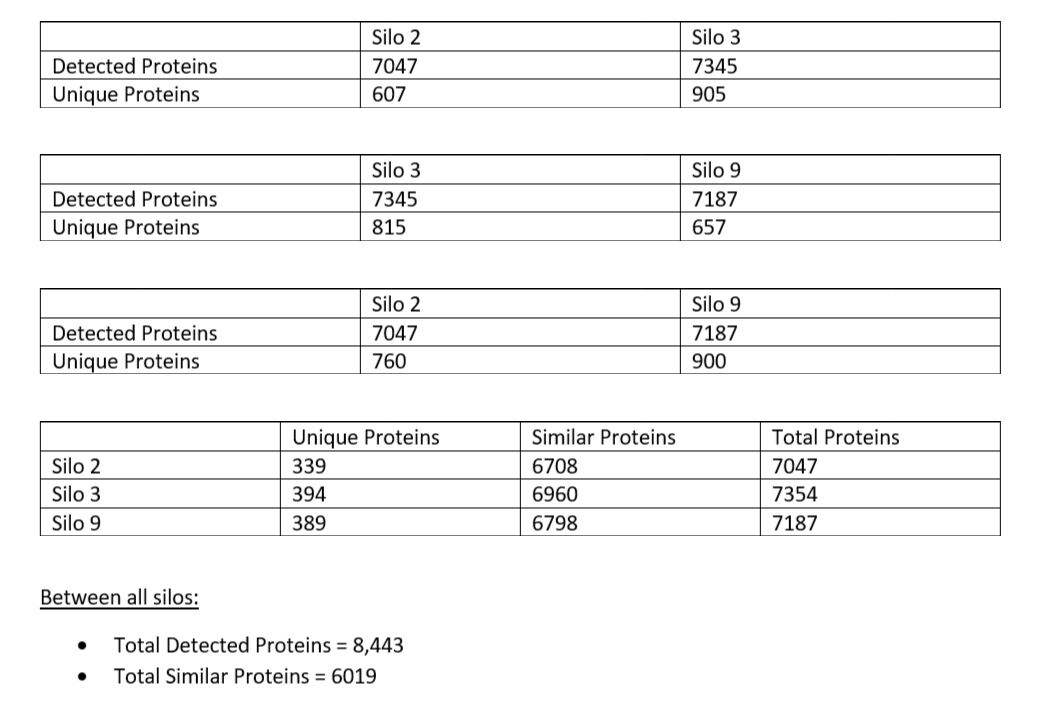 Silo 2 Silo 3
Detected Proteins 7047 7345
Unique Proteins 607 905
Silo 3 Silo 9
Detected Proteins 7345 7187
Unique Proteins 815 657
Silo 2 Silo 9
Detected Proteins 7047 7187
Unique Proteins 760 900
Unique Proteins Similar Proteins Total Proteins
Silo 2 339 6708 7047
Silo 3 394 6960 7354
Silo 9 389 6798 7187
Between all silos:
• Total Detected Proteins = 8,443
• Total Similar Proteins = 6019